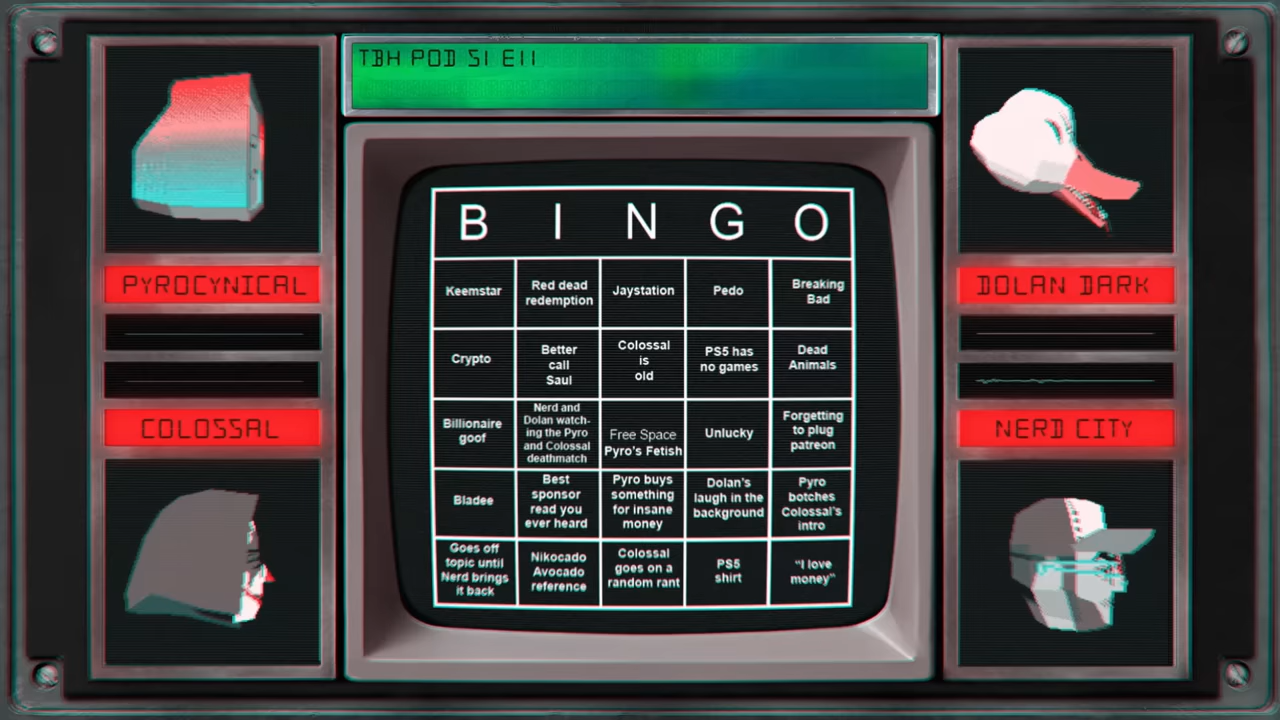 TBH POD S1 E11
PYROCYNICAL
COLOSSAL
B I N G O
Keemstar
Red dead
redemption
Jaystation
Pedo
Breaking
Bad
Crypto
Better
call
Saul
Colossal
is
old
PS5 has
no games
Dead
Animals
Billionaire
goof
Nerd and
Dolan watch-
ing the Pyro
and Colossal
deathmatch
Free Space
Pyro's Fetish
Unlucky
Forgetting
to plug
patreon
Bladee
Best
sponsor
read you
ever heard
Pyro buys
something
for insane
money
Dolan's
laugh in the
background
Pyro
botches
Colossal's
intro
Goes off
topic until
Nerd brings
it back
Nikocado
Avocado
reference
Colossal
goes on a
random rant
PS5
shirt
"I love
money"
DOLAN DARK
NERD CITY